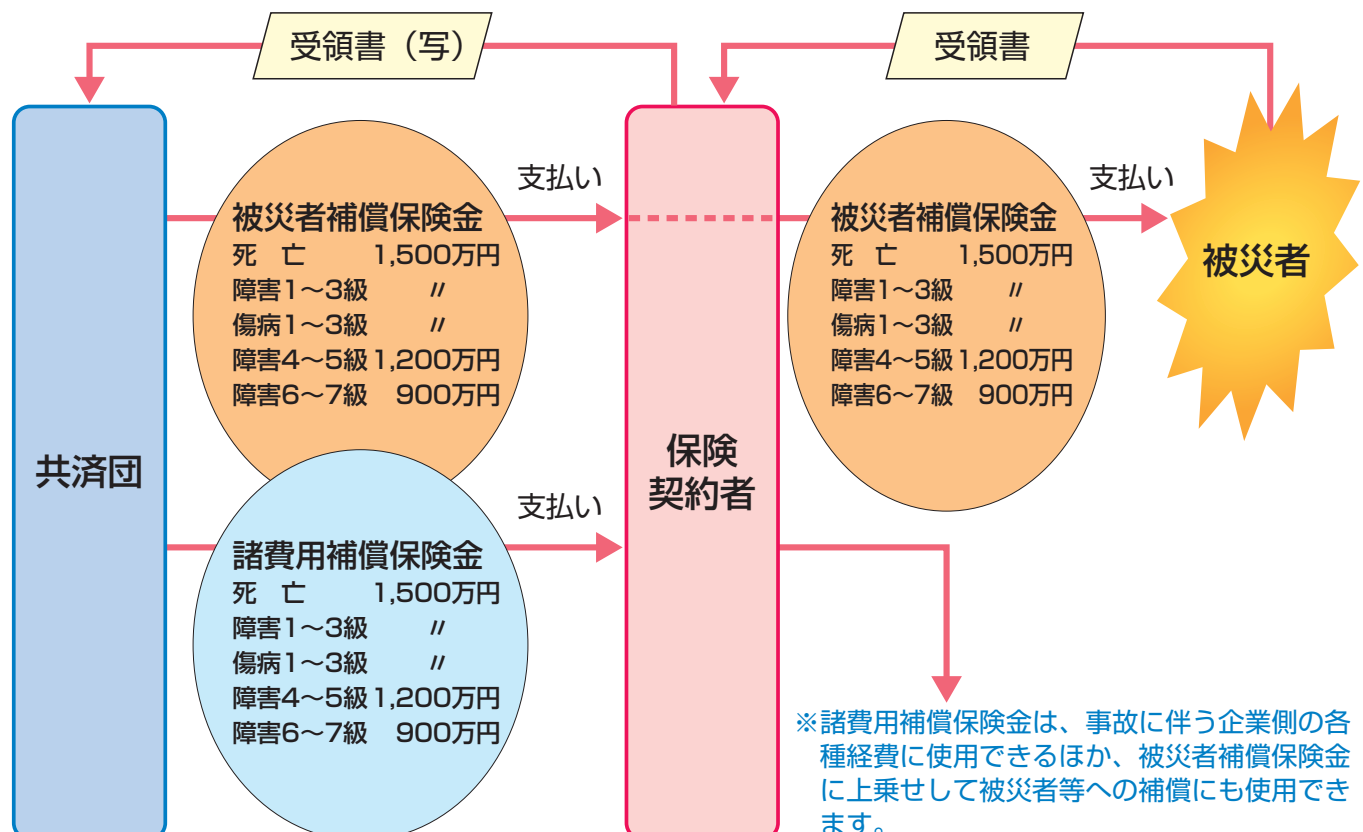 受領書（写）
受領書
支払い
支払い
被災者補償保険金
死　亡　1,500万円
障害1～3級　〃
傷病1～3級　〃
障害4～5級 1,200万円
障害6～7級　900万円
被災者補償保険金
死　亡　1,500万円
障害1～3級　〃
傷病1～3級　〃
障害4～5級 1,200万円
障害6～7級　900万円
被災者
共済団
保険
契約者
支払い
諸費用補償保険金
死　亡　1,500万円
障害1～3級　〃
傷病1～3級　〃
障害4～5級 1,200万円
障害6～7級　900万円
※諸費用補償保険金は、事故に伴う企業側の各
種経費に使用できるほか、被災者補償保険金
に上乗せして被災者等への補償にも使用でき
ます。